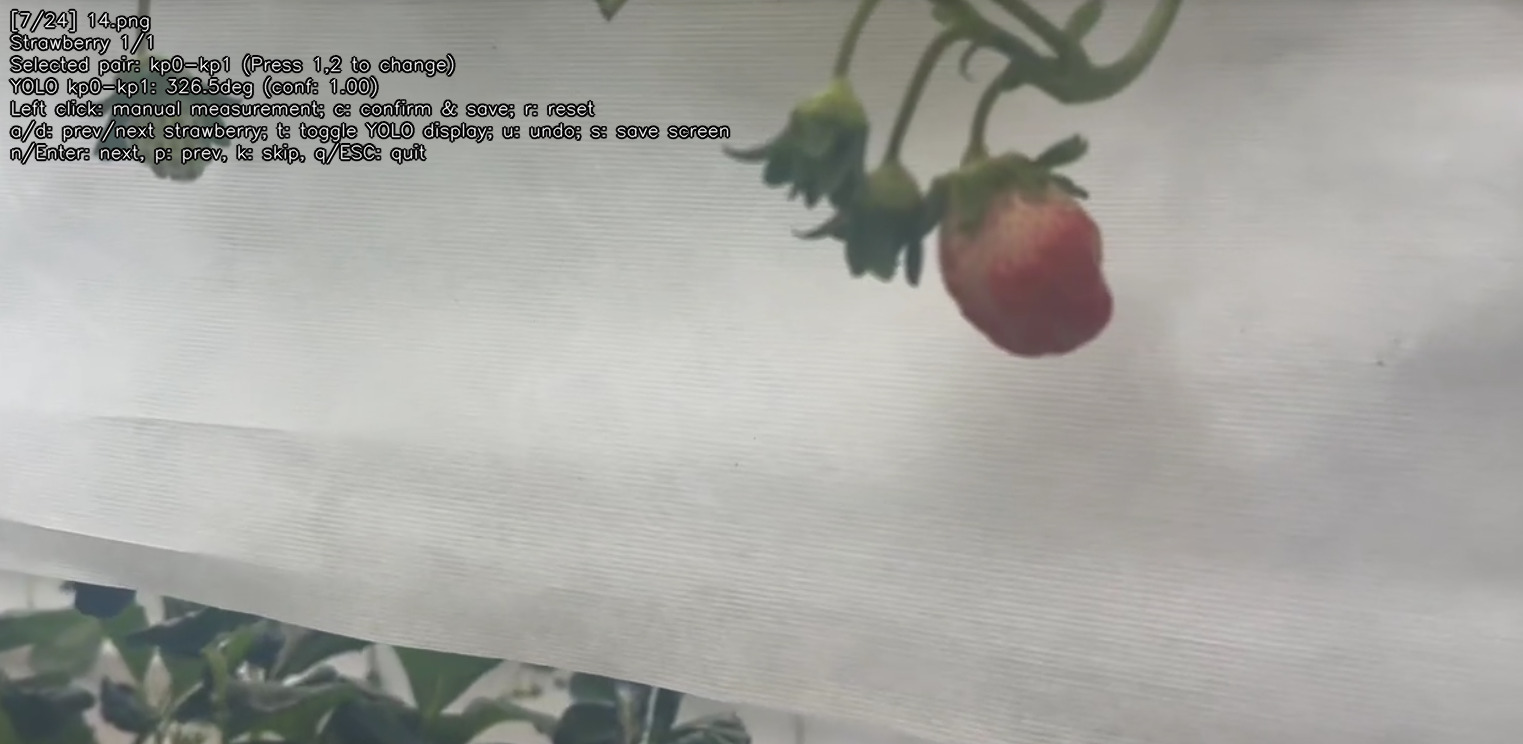 [7/24] 14.png
Strawberry 1/1
Selected pair: kp0-kp1 (Press 1,2 to change)
YOLO kp0-kp1: 326.5deg (conf: 1.00)
Left click: manual measurement; c: confirm & save; r: reset
a/d: prev/next strawberry; t: toggle YOLO display; u: undo; s: save screen
n/Enter: next, p: prev, k: skip, q/ESC: quit